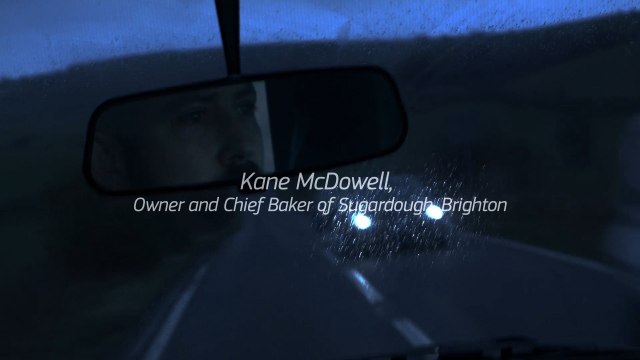 Kane McDowell,
Owner and Chief Baker of Sugardough, Brighton